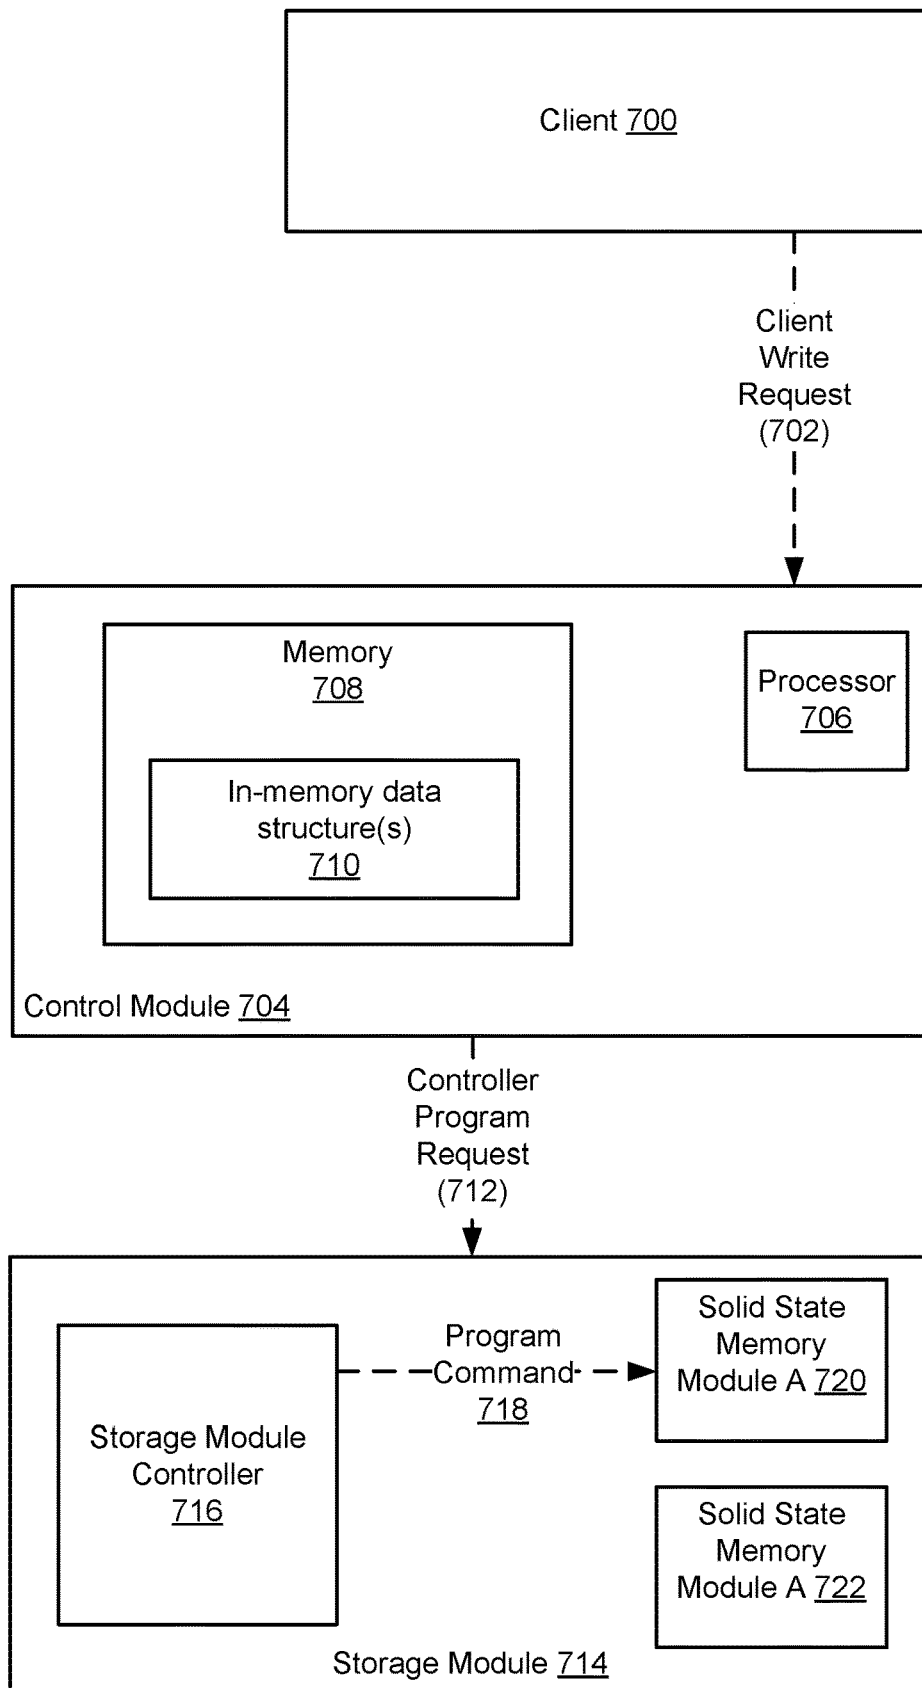 Client 700
Client
Write
Request
(702)
Memory
708
Processor
706
In-memory data
structure(s)
710
Control Module 704
Controller
Program
Request
(712)
Solid State
Memory
Module A 720
Program
Command
718
Storage Module
Controller
716
Solid State
Memory
Module A 722
Storage Module 714